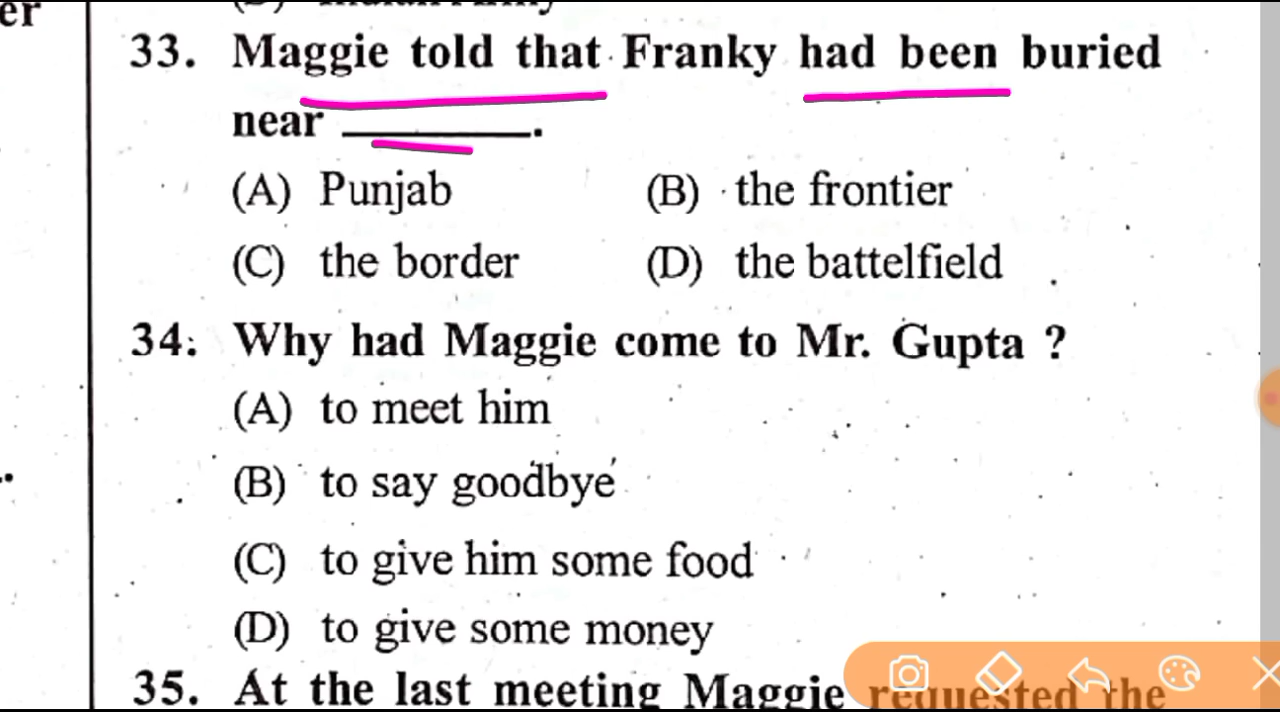 er
33. Maggie told that Franky had been buried
near ________.
(A) Punjab (B) the frontier
(C) the border (D) the battelfield
34. Why had Maggie come to Mr. Gupta ?
(A) to meet him
(B) to say goodbye
(C) to give him some food
(D) to give some money
35. At the last meeting Maggie requested the